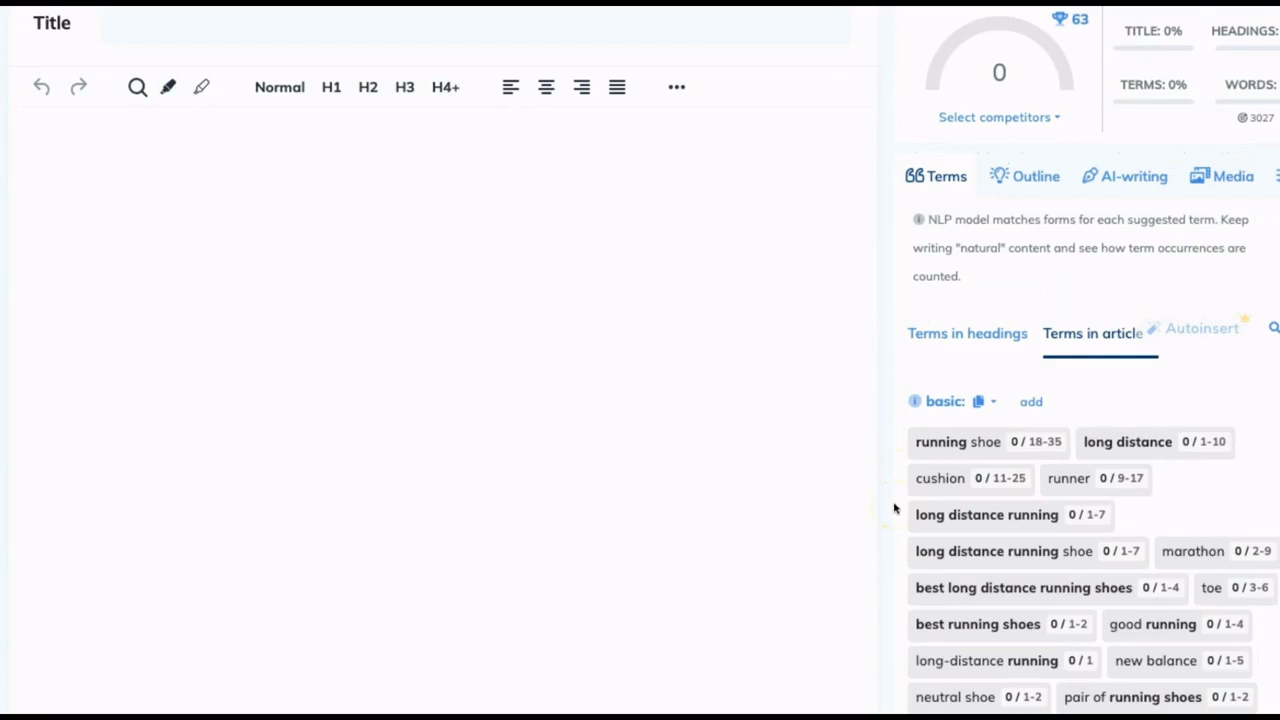 Title
Normal H1 H2 H3 H4+ •••
63
0
Select competitors
TITLE: 0% HEADINGS:
TERMS: 0% WORDS:
3027
Terms Outline AI-writing Media
NLP model matches forms for each suggested term. Keep
writing "natural" content and see how term occurrences are
counted.
Terms in headings Terms in article Autoinsert
basic: add
running shoe 0 / 18-35 long distance 0 / 1-10
cushion 0 / 11-25 runner 0 / 9-17
long distance running 0 / 1-7
long distance running shoe 0 / 1-7 marathon 0 / 2-9
best long distance running shoes 0 / 1-4 toe 0 / 3-6
best running shoes 0 / 1-2 good running 0 / 1-4
long-distance running 0 / 1 new balance 0 / 1-5
neutral shoe 0 / 1-2 pair of running shoes 0 / 1-2